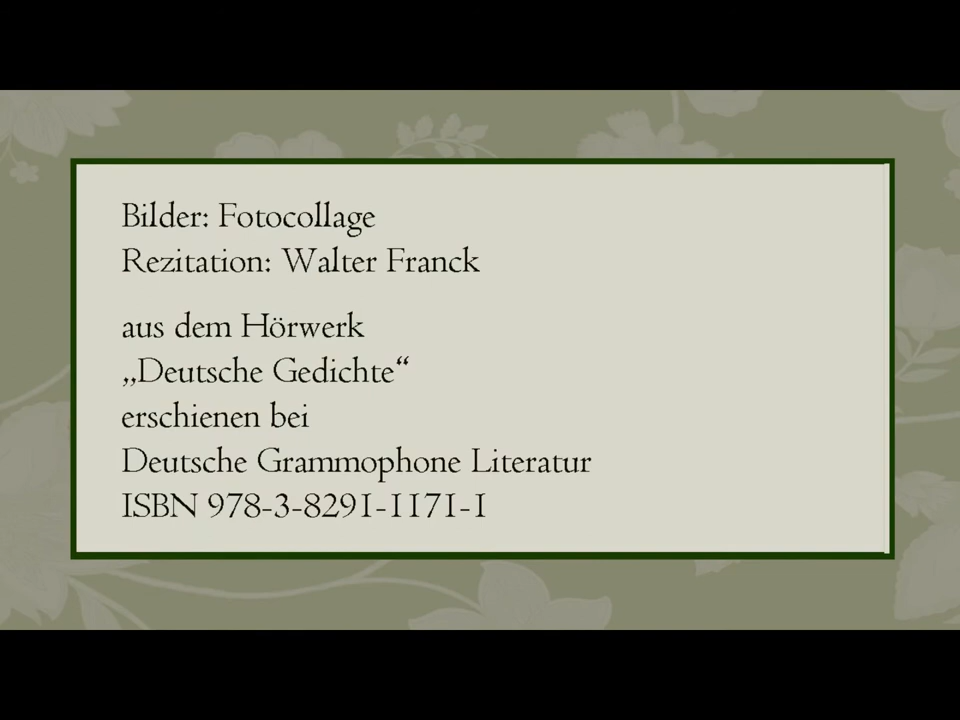 Bilder: Fotocollage
Rezitation: Walter Franck
aus dem Hörwerk
„Deutsche Gedichte“
erschienen bei
Deutsche Grammophone Literatur
ISBN 978-3-8291-1171-1